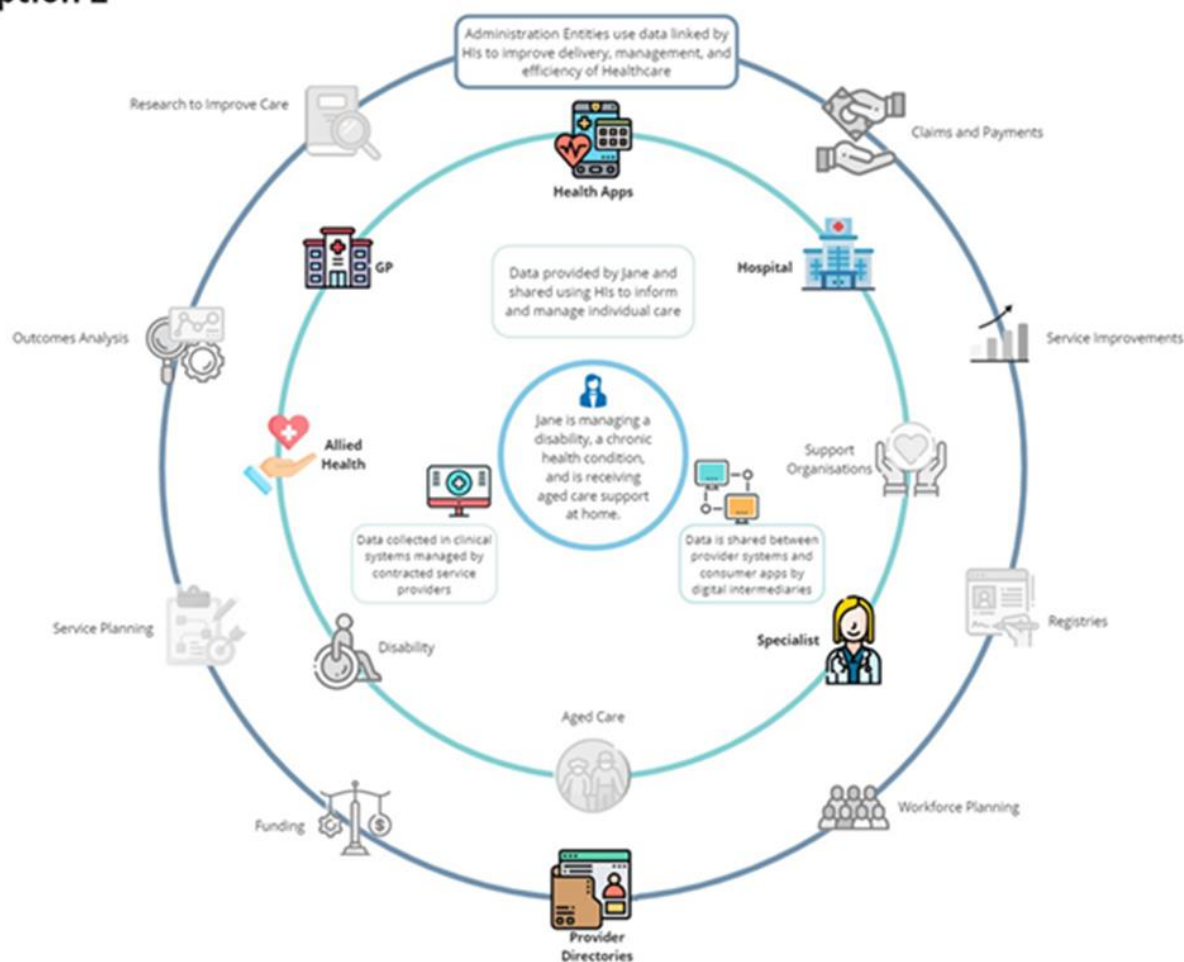 ption 2
Administration Entities use data linked by
HIs to improve delivery, management, and
efficiency of Healthcare
Research to Improve Care
Claims and Payments
Health Apps
GP
Hospital
Data provided by Jane and
shared using HIs to inform
and manage individual care
Outcomes Analysis
Service Improvements
Jane is managing a
disability, a chronic
health condition,
and is receiving
aged care support
at home.
Allied
Health
Support
Organisations
Data collected in clinical
systems managed by
contracted service
providers
Data is shared between
provider systems and
consumer apps by
digital intermediaries
Service Planning
Registries
Disability
Specialist
Aged Care
Funding
Workforce Planning
Provider
Directories